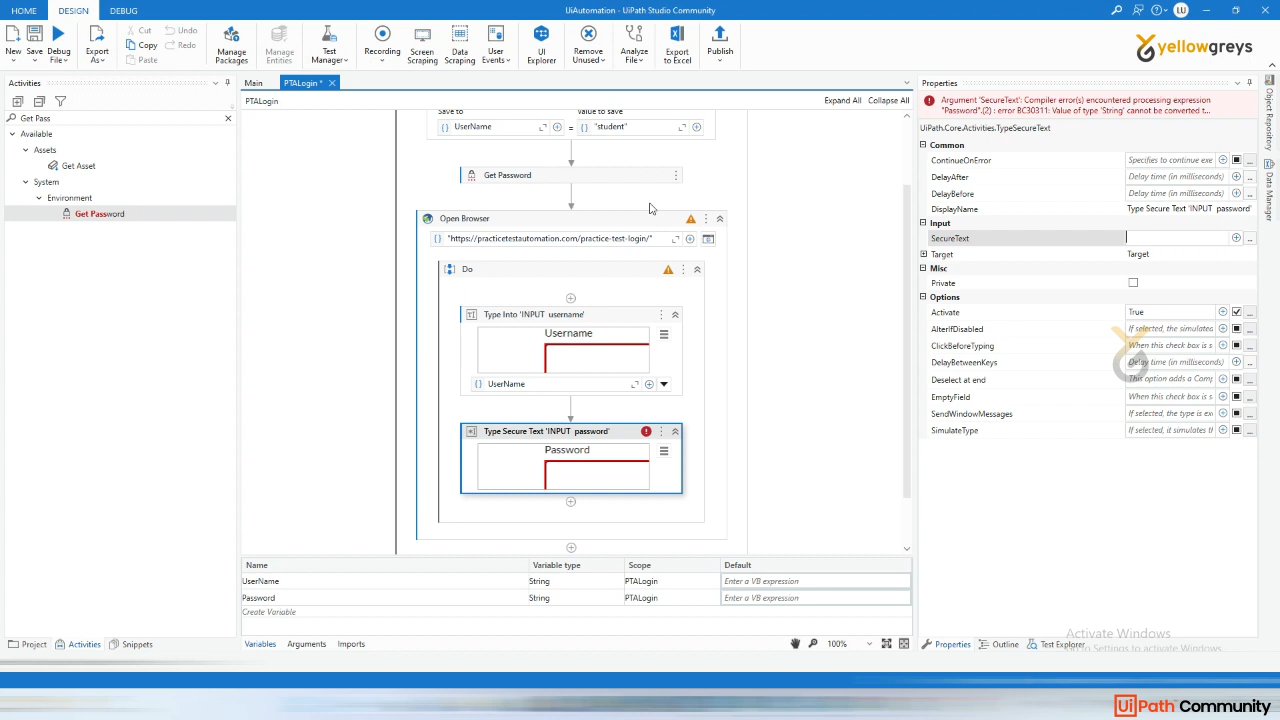 HOME DESIGN DEBUG UiAutomation - UiPath Studio Community LU
New Save Debug File Export As Cut Copy Paste Undo Redo Manage Packages Manage Entities Test Manager Recording Screen Scraping Data Scraping User Events UI Explorer Remove Unused Analyze File Export to Excel Publish
yellowgreys
Activities
Get Pass
Available
Assets
Get Asset
System
Environment
Get Password
Project Activities Snippets
Main PTALogin *
PTALogin Expand All Collapse All
Save to Value to save
UserName = "student"
Get Password
Open Browser
"https://practicetestautomation.com/practice-test-login/"
Do
Type Into 'INPUT username'
Username
UserName
Type Secure Text 'INPUT password'
Password
Name Variable type Scope Default
UserName String PTALogin Enter a VB expression
Password String PTALogin Enter a VB expression
Create Variable
Variables Arguments Imports 100%
Properties
Argument 'SecureText': Compiler error(s) encountered processing expression
"Password".(2) : error BC30311: Value of type 'String' cannot be converted t...
UiPath.Core.Activities.TypeSecureText
Common
ContinueOnError Specifies to continue exe
DelayAfter Delay time (in milliseconds)
DelayBefore Delay time (in milliseconds)
DisplayName Type Secure Text 'INPUT password'
Input
SecureText
Target Target
Misc
Private
Options
Activate True
AlterIfDisabled If selected, the simulated
ClickBeforeTyping When this check box is s
DelayBetweenKeys Delay time (in milliseconds)
Deselect at end This option adds a Comp
EmptyField When this check box is s
SendWindowMessages If selected, the type is exe
SimulateType If selected, it simulates th
Activate Windows
Go to Settings to activate Windows.
Properties Outline Test Explorer
Object Repository
Data Manager
UiPath Community